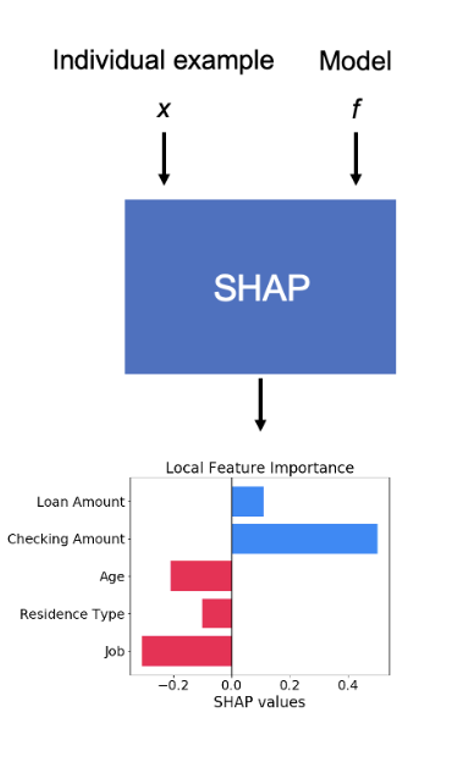 Individual example Model
x f
SHAP
Local Feature Importance
Loan Amount
Checking Amount
Age
Residence Type
Job
−0.2 0.0 0.2 0.4
SHAP values